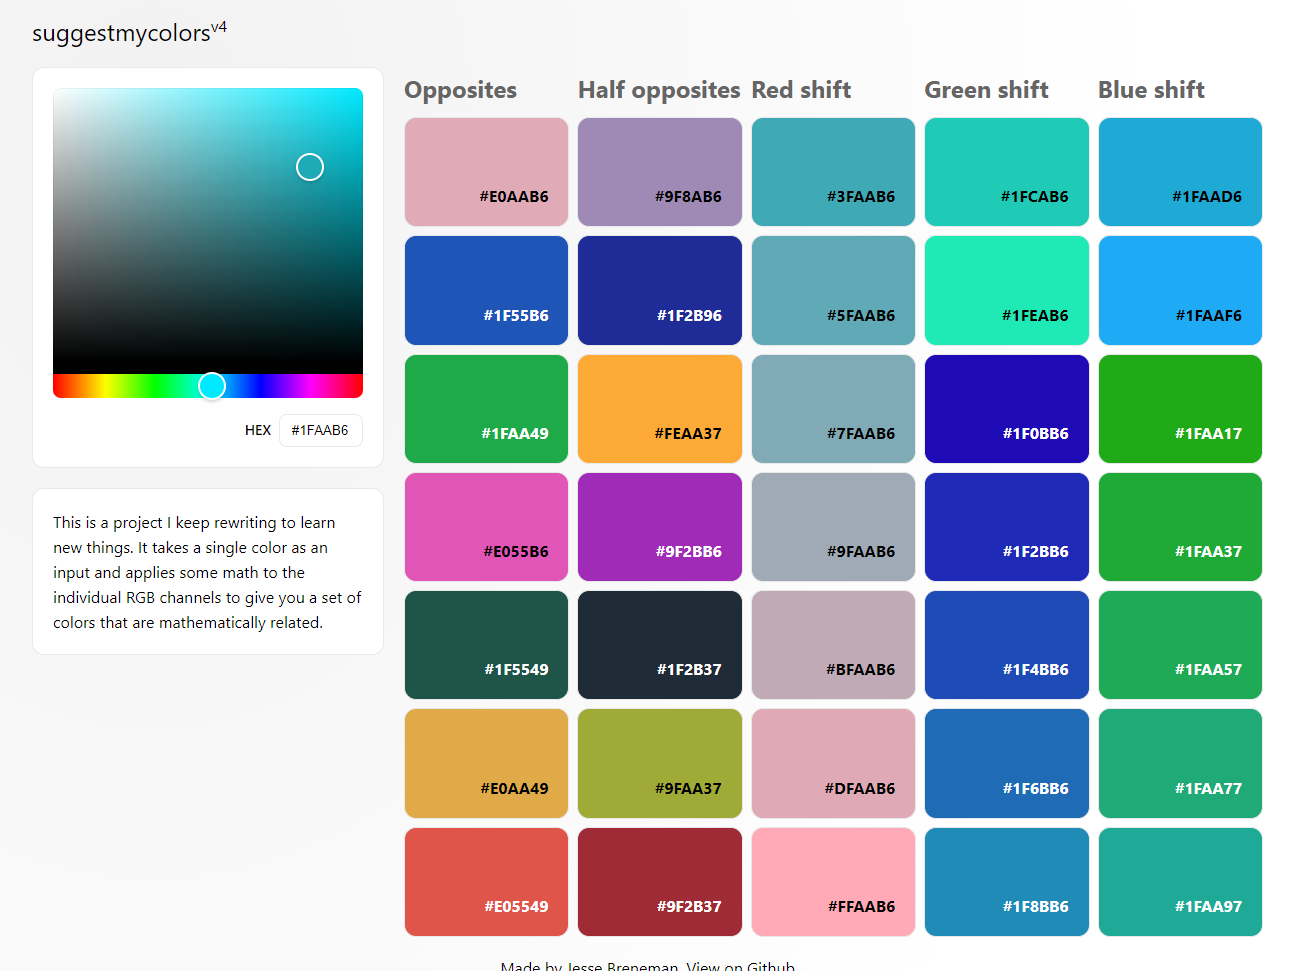 suggestmycolorsv4
Opposites Half opposites Red shift Green shift Blue shift
#E0AAB6 #9F8AB6 #3FAAB6 #1FCAB6 #1FAAD6
#1F55B6 #1F2B96 #5FAAB6 #1FEAB6 #1FAAF6
#1FAA49 #FEAA37 #7FAAB6 #1F0BB6 #1FAA17
HEX #1FAAB6
#E055B6 #9F2BB6 #9FAAB6 #1F2BB6 #1FAA37
This is a project I keep rewriting to learn
new things. It takes a single color as an
input and applies some math to the
individual RGB channels to give you a set of
colors that are mathematically related.
#1F5549 #1F2B37 #BFAAB6 #1F4BB6 #1FAA57
#E0AA49 #9FAA37 #DFAAB6 #1F6BB6 #1FAA77
#E05549 #9F2B37 #FFAAB6 #1F8BB6 #1FAA97
Made by Jesse Breneman. View on Github